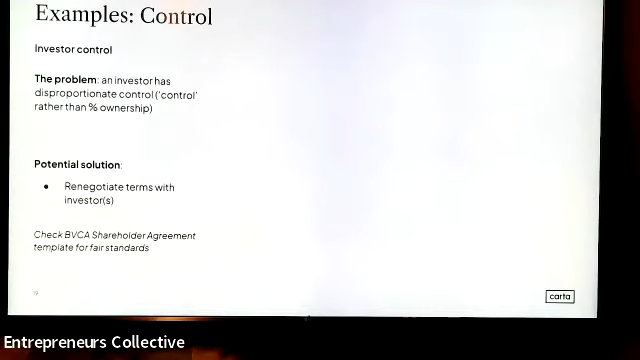 Examples: Control
Investor control
The problem: an investor has
disproportionate control ('control'
rather than % ownership)
Potential solution:
● Renegotiate terms with
investor(s)
Check BVCA Shareholder Agreement
template for fair standards
carta
Entrepreneurs Collective